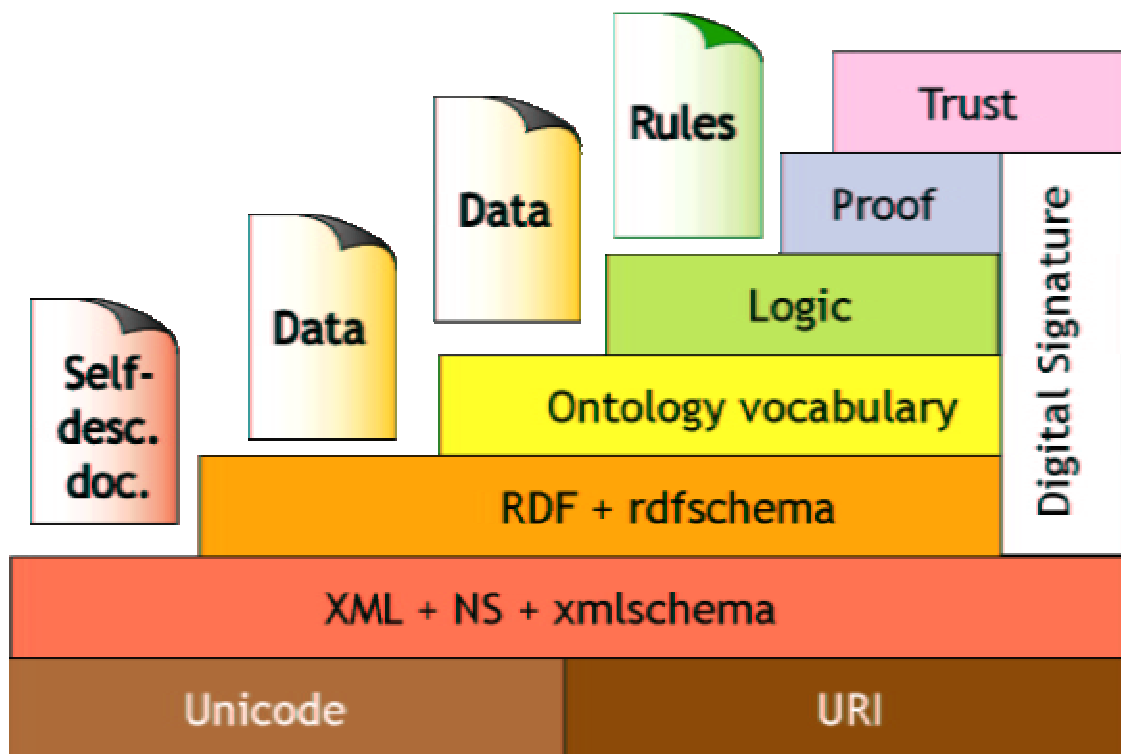 Rules
Trust
Data
Proof
Data
Logic
Self-
desc.
doc.
Ontology vocabulary
Digital Signature
RDF + rdfschema
XML + NS + xmlschema
Unicode
URI